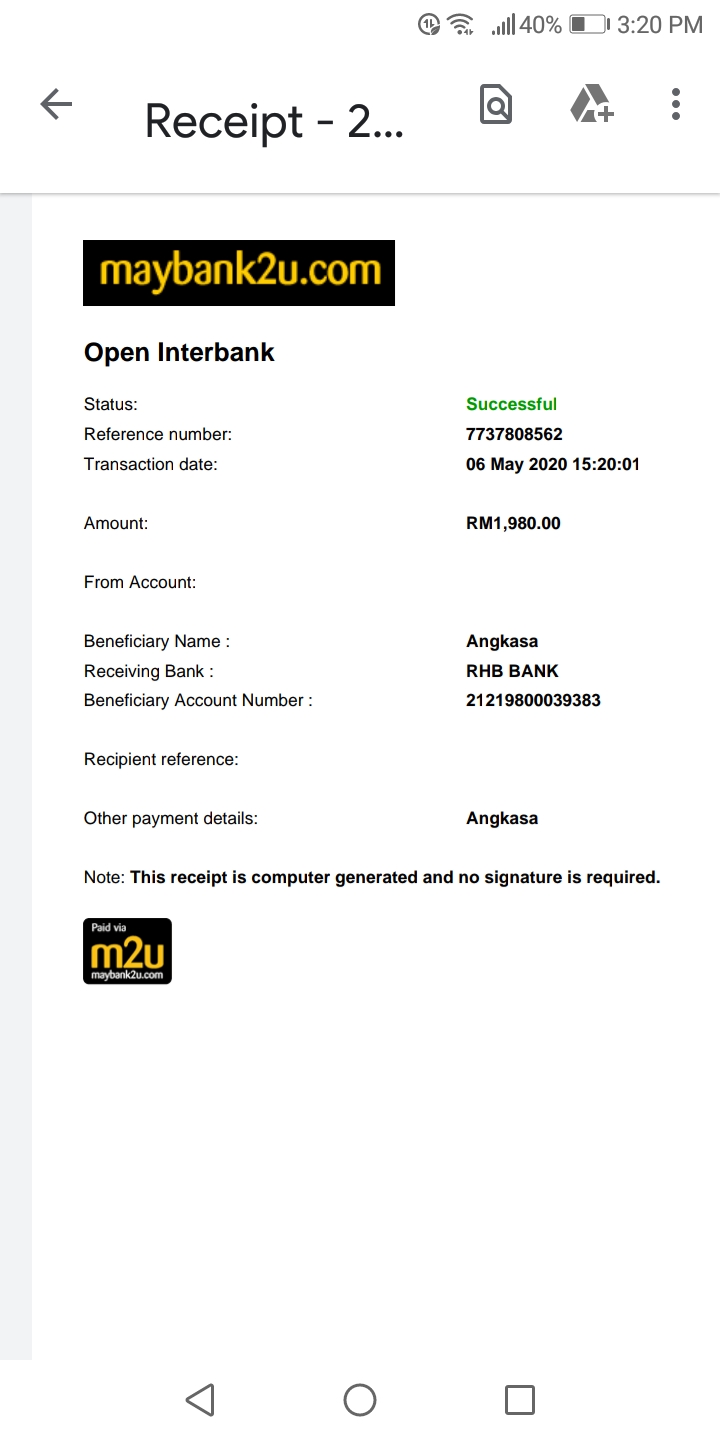 40% 3:20 PM
Receipt - 2...
maybank2u.com
Open Interbank
Status: Successful
Reference number: 7737808562
Transaction date: 06 May 2020 15:20:01
Amount: RM1,980.00
From Account:
Beneficiary Name : Angkasa
Receiving Bank : RHB BANK
Beneficiary Account Number : 21219800039383
Recipient reference:
Other payment details: Angkasa
Note: This receipt is computer generated and no signature is required.
Paid via
m2u
maybank2u.com